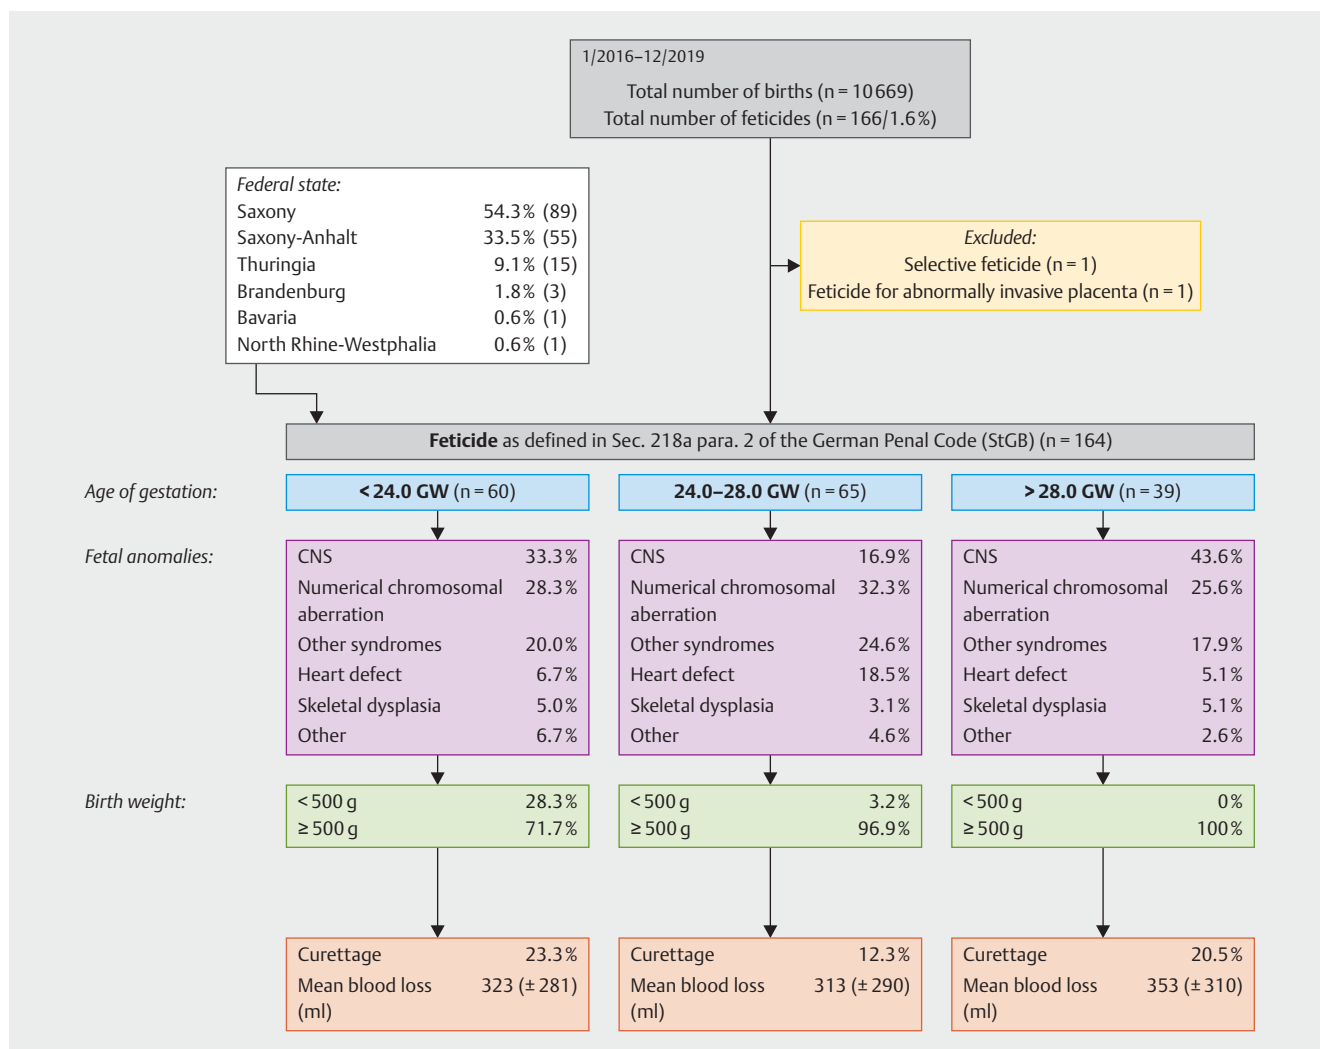 1/2016–12/2019
Total number of births (n = 10 669)
Total number of feticides (n = 166/1.6 %)
Federal state:
Saxony 54.3 % (89)
Saxony-Anhalt 33.5 % (55)
Thuringia 9.1 % (15)
Brandenburg 1.8 % (3)
Bavaria 0.6 % (1)
North Rhine-Westphalia 0.6 % (1)
Excluded:
Selective feticide (n = 1)
Feticide for abnormally invasive placenta (n = 1)
Feticide as defined in Sec. 218a para. 2 of the German Penal Code (StGB) (n = 164)
Age of gestation:
< 24.0 GW (n = 60)
24.0–28.0 GW (n = 65)
> 28.0 GW (n = 39)
Fetal anomalies:
CNS 33.3 %
Numerical chromosomal 28.3 %
aberration
Other syndromes 20.0 %
Heart defect 6.7 %
Skeletal dysplasia 5.0 %
Other 6.7 %
CNS 16.9 %
Numerical chromosomal 32.3 %
aberration
Other syndromes 24.6 %
Heart defect 18.5 %
Skeletal dysplasia 3.1 %
Other 4.6 %
CNS 43.6 %
Numerical chromosomal 25.6 %
aberration
Other syndromes 17.9 %
Heart defect 5.1 %
Skeletal dysplasia 5.1 %
Other 2.6 %
Birth weight:
< 500 g 28.3 %
≥ 500 g 71.7 %
< 500 g 3.2 %
≥ 500 g 96.9 %
< 500 g 0 %
≥ 500 g 100 %
Curettage 23.3 %
Mean blood loss 323 (± 281)
(ml)
Curettage 12.3 %
Mean blood loss 313 (± 290)
(ml)
Curettage 20.5 %
Mean blood loss 353 (± 310)
(ml)